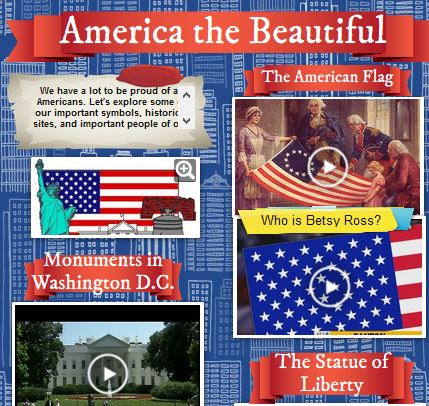 America the Beautiful
The American Flag
We have a lot to be proud of a
Americans. Let's explore some
our important symbols, historic
sites, and important people of o
Who is Betsy Ross?
Monuments in
Washington D.C.
The Statue of
Liberty